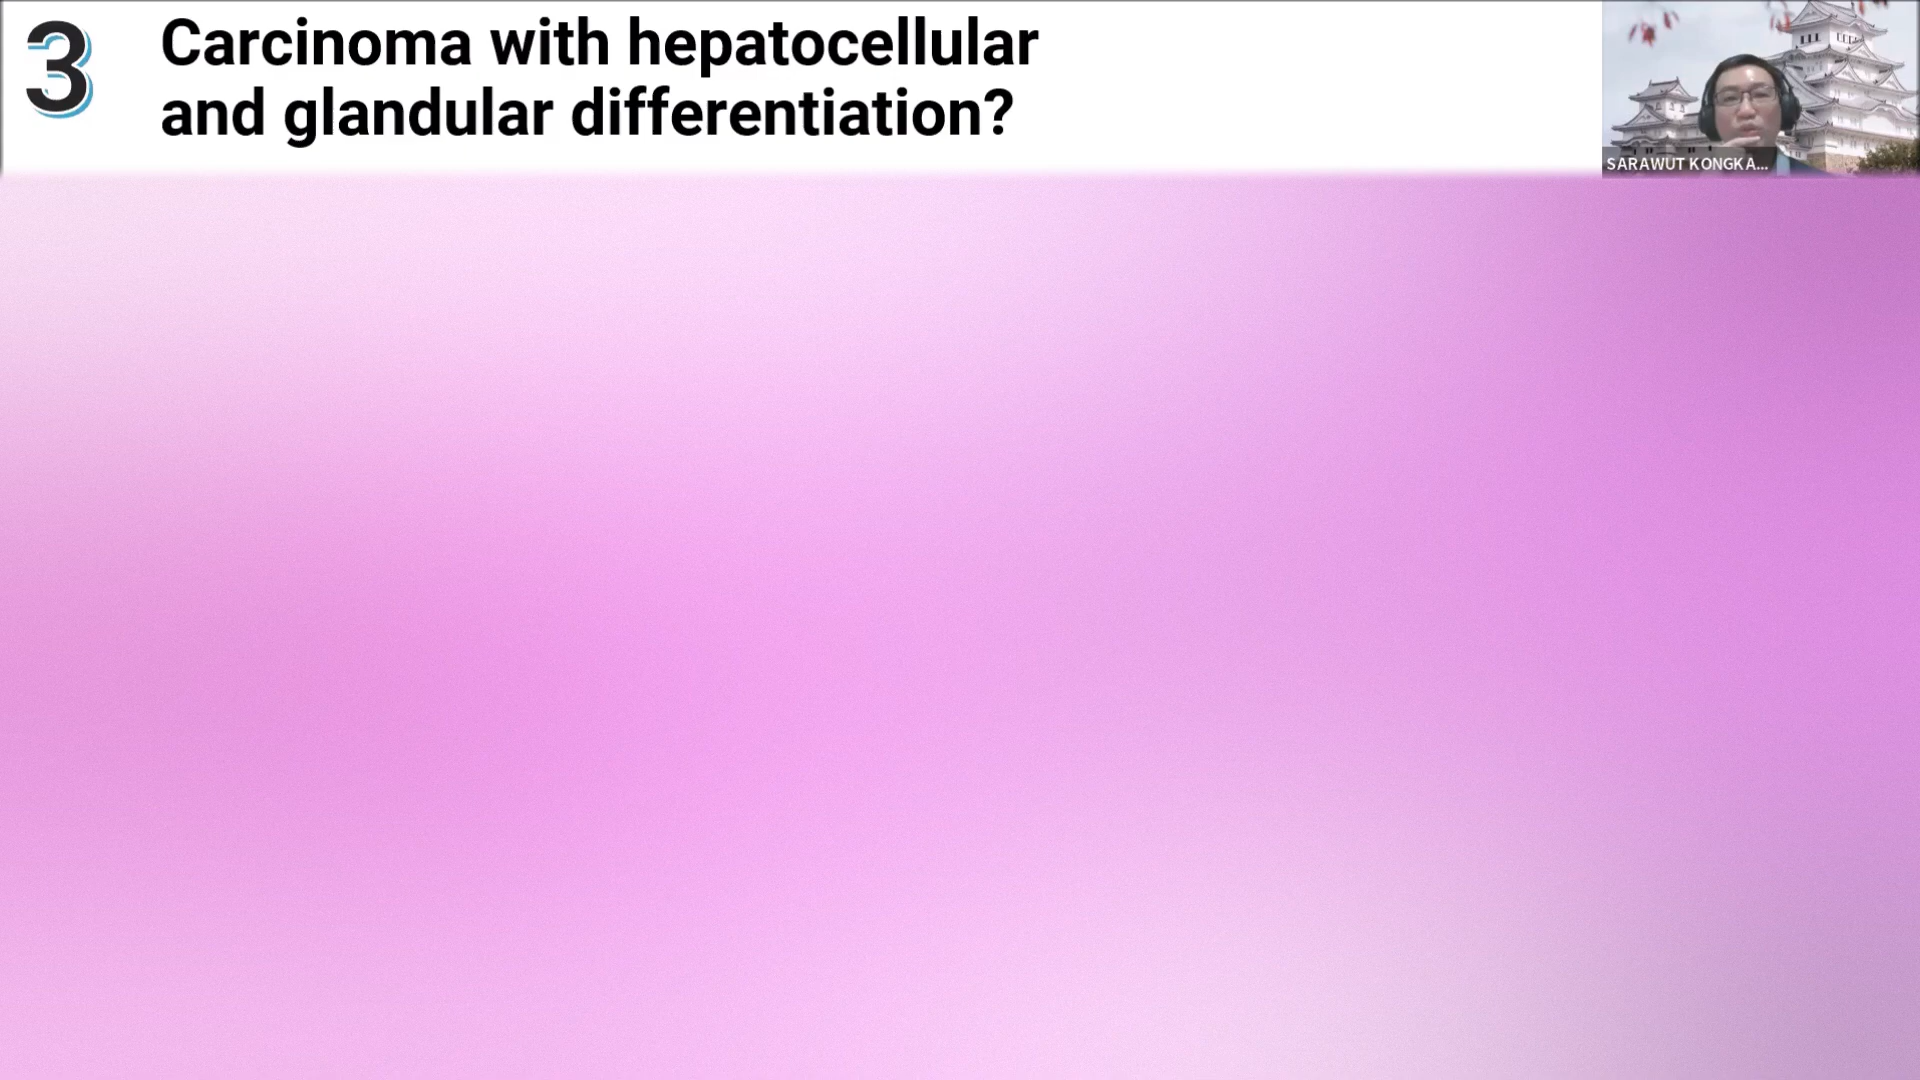 3
Carcinoma with hepatocellular
and glandular differentiation?
SARAWUT KONGKA...